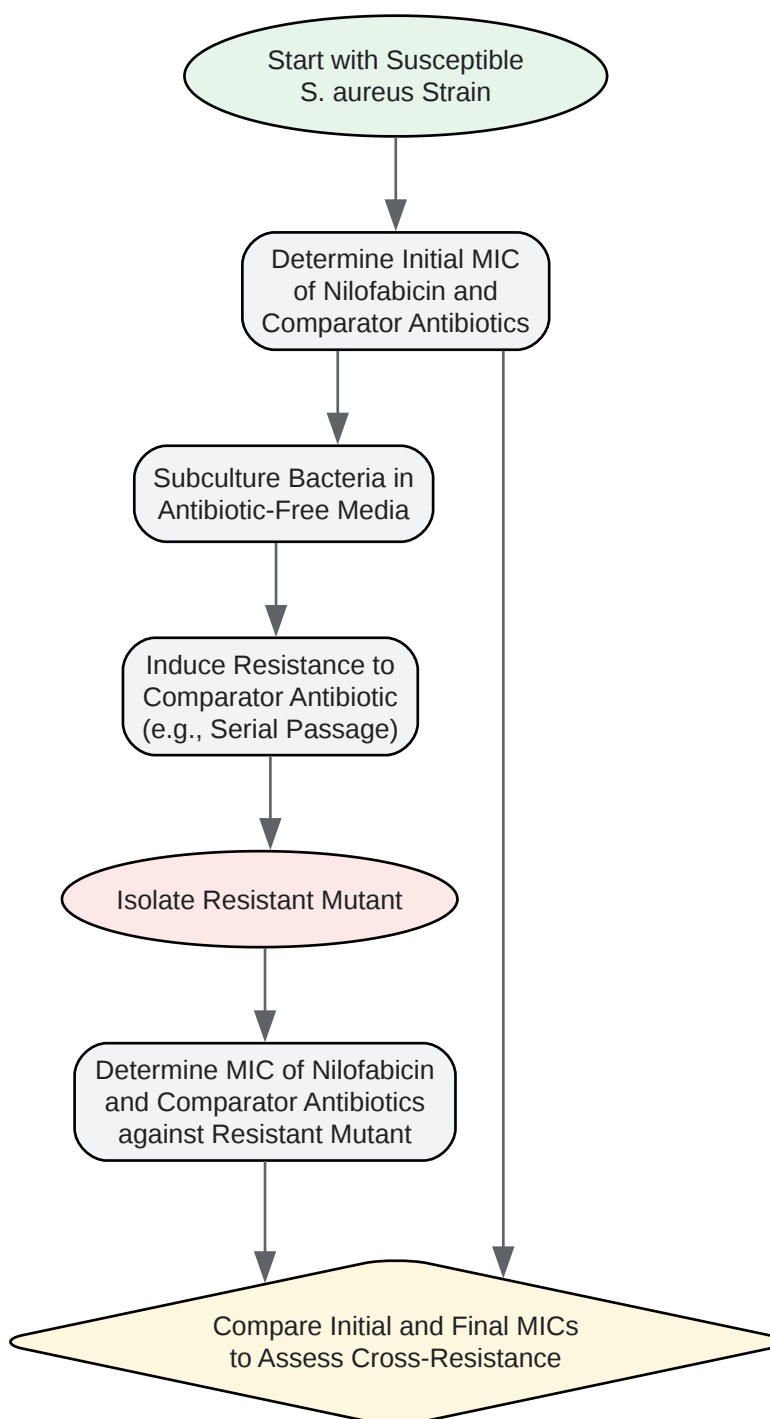 Start with Susceptible
S. aureus Strain
Determine Initial MIC
of Nilofabicin and
Comparator Antibiotics
Subculture Bacteria in
Antibiotic-Free Media
Induce Resistance to
Comparator Antibiotic
(e.g., Serial Passage)
Isolate Resistant Mutant
Determine MIC of Nilofabicin
and Comparator Antibiotics
against Resistant Mutant
Compare Initial and Final MICs
to Assess Cross-Resistance